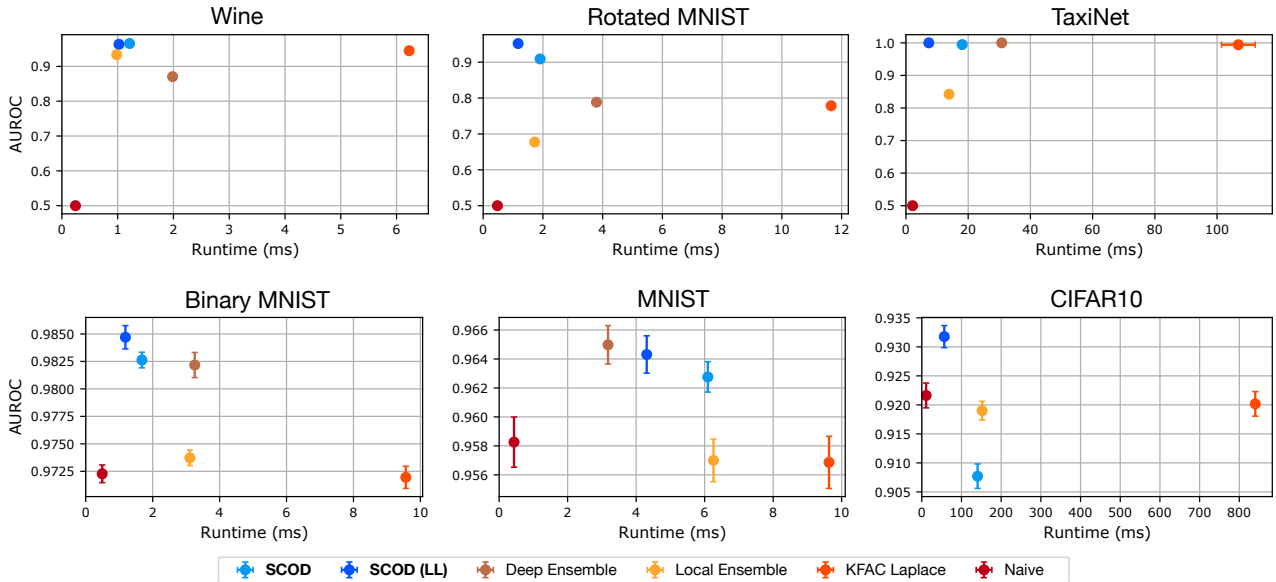 Wine
Rotated MNIST
TaxiNet
AUROC
0.9
0.8
0.7
0.6
0.5
0 1 2 3 4 5 6
Runtime (ms)
0.9
0.8
0.7
0.6
0.5
0 2 4 6 8 10 12
Runtime (ms)
1.0
0.9
0.8
0.7
0.6
0.5
0 20 40 60 80 100
Runtime (ms)
Binary MNIST
MNIST
CIFAR10
AUROC
0.9850
0.9825
0.9800
0.9775
0.9750
0.9725
0 2 4 6 8 10
Runtime (ms)
0.966
0.964
0.962
0.960
0.958
0.956
0 2 4 6 8 10
Runtime (ms)
0.935
0.930
0.925
0.920
0.915
0.910
0.905
0 100 200 300 400 500 600 700 800
Runtime (ms)
SCOD SCOD (LL) Deep Ensemble Local Ensemble KFAC Laplace Naive